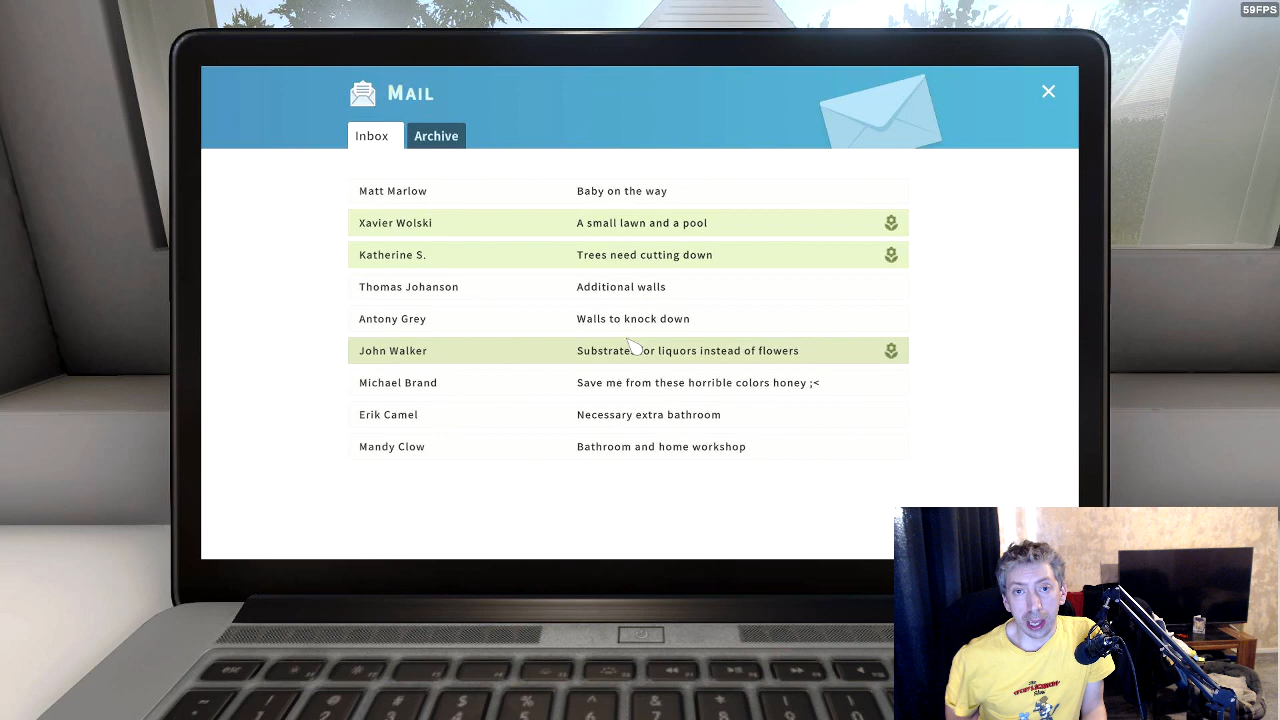 59FPS
MAIL
Inbox
Archive
Matt Marlow Baby on the way
Xavier Wolski A small lawn and a pool
Katherine S. Trees need cutting down
Thomas Johanson Additional walls
Antony Grey Walls to knock down
John Walker or liquors instead of flowers
Michael Brand Save me from these horrible colors honey ;<
Erik Camel Necessary extra bathroom
Mandy Clow Bathroom and home workshop
esc